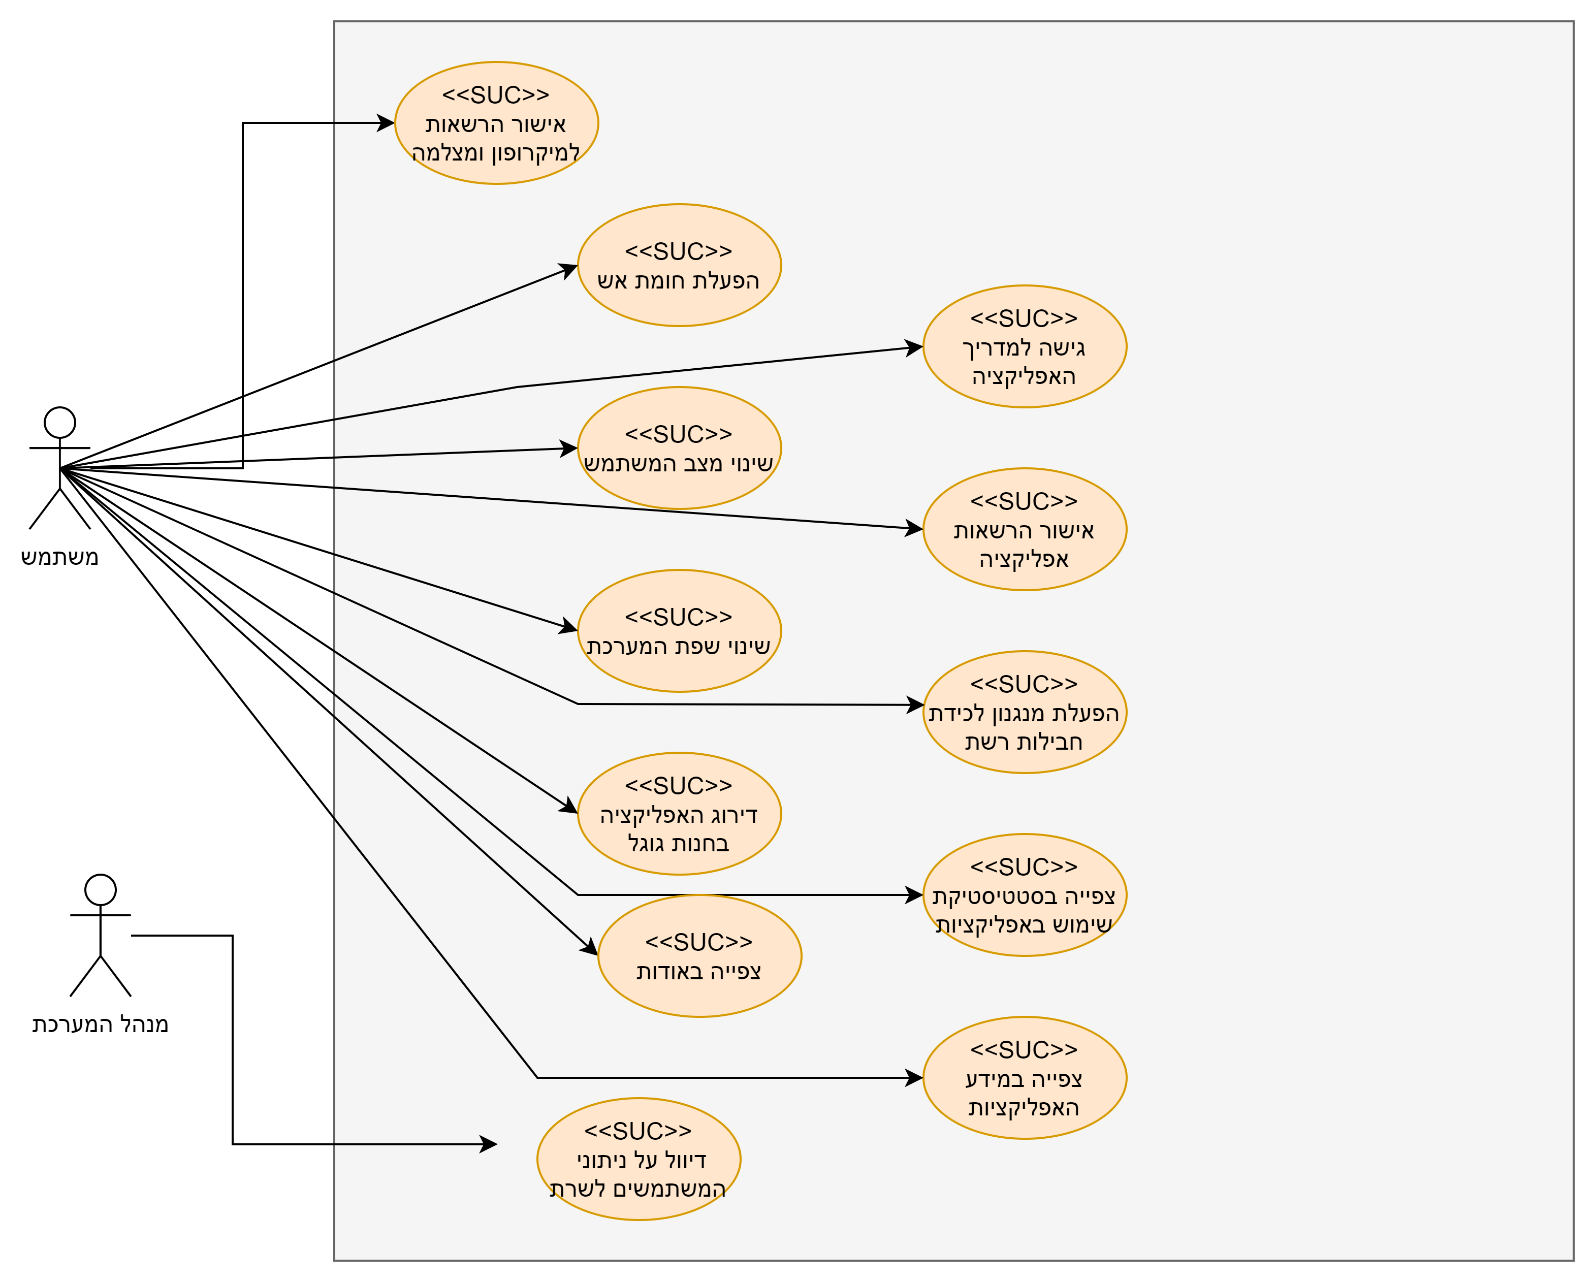 <<SUC>>
אישור הרשאות
למיקרופון ומצלמה
<<SUC>>
הפעלת חומת אש
<<SUC>>
גישה למדריך
האפליקציה
<<SUC>>
שינוי מצב המשתמש
<<SUC>>
אישור הרשאות
אפליקציה
משתמש
<<SUC>>
שינוי שפת המערכת
<<SUC>>
הפעלת מנגנון לכידת
חבילות רשת
<<SUC>>
דירוג האפליקציה
בחנות גוגל
<<SUC>>
צפייה בסטטיסטיקת
שימוש באפליקציות
<<SUC>>
צפייה באודות
מנהל המערכת
<<SUC>>
צפייה במידע
האפליקציות
<<SUC>>
דיוול על ניתוני
המשתמשים לשרת